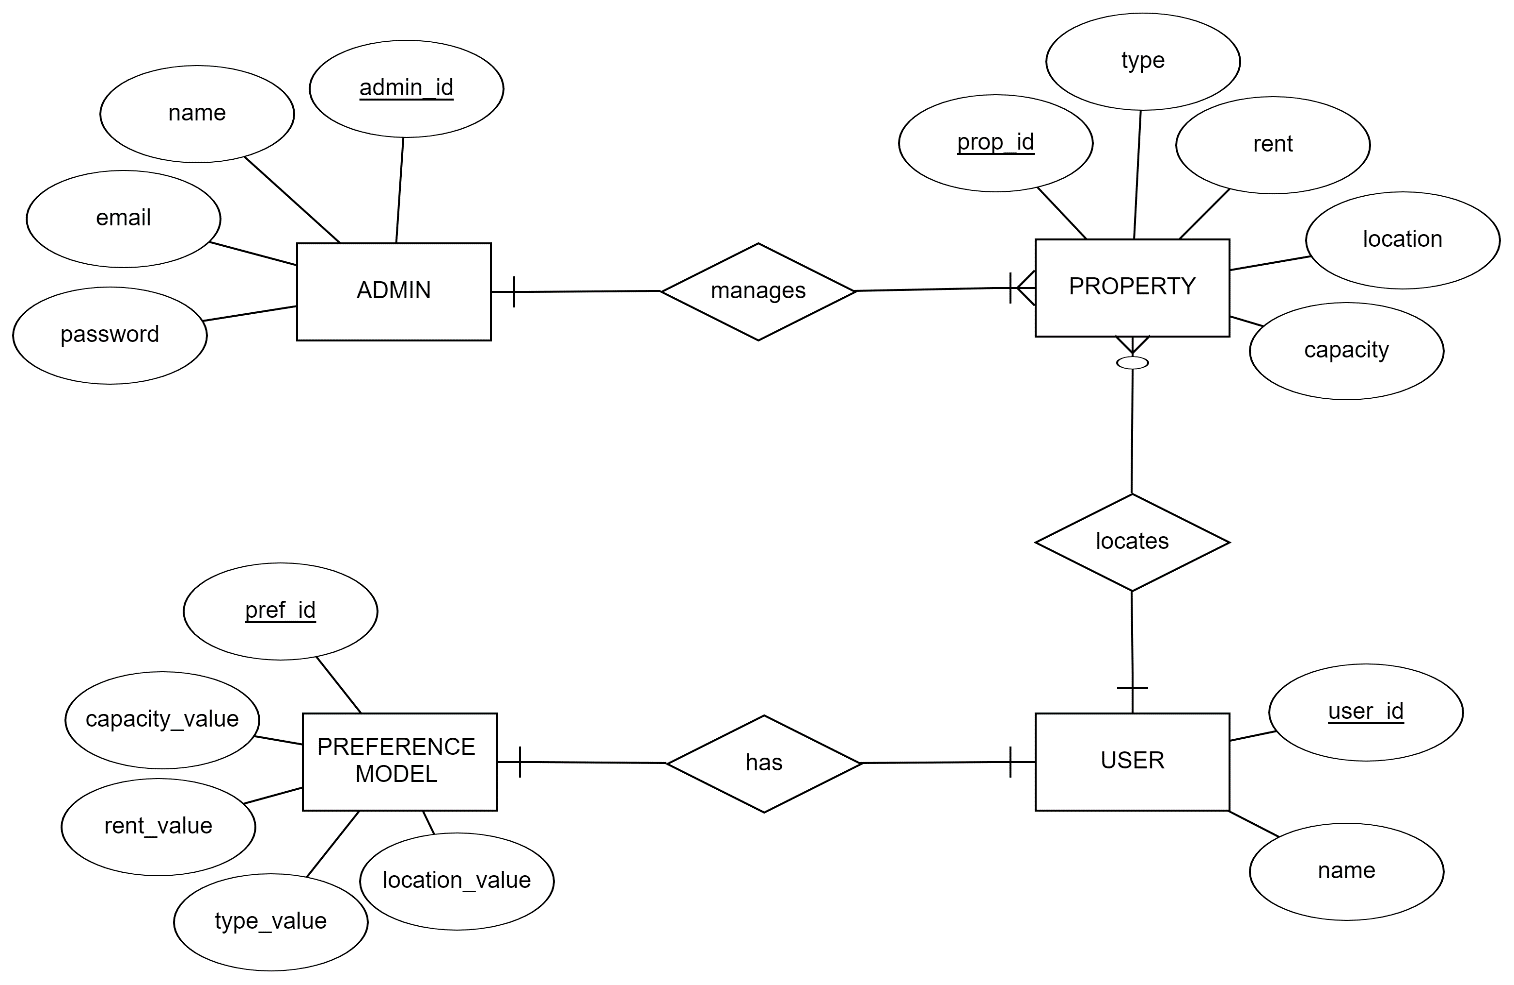 type
admin_id
name
prop_id
rent
email
location
ADMIN
manages
PROPERTY
password
capacity
locates
pref_id
capacity_value
user_id
PREFERENCE
MODEL
has
USER
rent_value
location_value
name
type_value